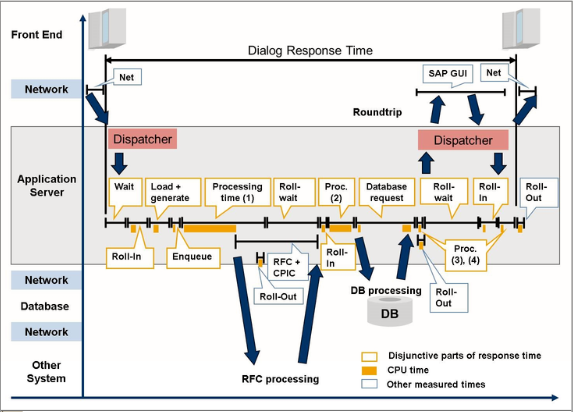 Front End
Dialog Response Time
Net
SAP GUI
Net
Network
Roundtrip
Dispatcher
Dispatcher
Application
Server
Wait
Load +
generate
Processing
time (1)
Roll-
wait
Proc.
(2)
Database
request
Roll-
wait
Roll-
In
Roll-
Out
Roll-In
Enqueue
RFC +
CPIC
Roll-
In
Proc.
(3), (4)
Roll-Out
Roll-
Out
Network
Database
DB processing
DB
Network
Other
System
RFC processing
Disjunctive parts of response time
CPU time
Other measured times